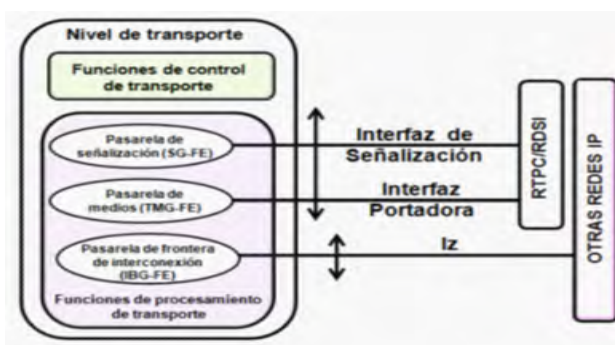 Nivel de transporte
Funciones de control
de transporte
Pasarela de
señalización (SG-FE)
Pasarela de
medios (TMG-FE)
Pasarela de frontera
de interconexión
(IBG-FE)
Funciones de procesamiento
de transporte
Interfaz de
Señalización
Interfaz
Portadora
Iz
RTPC/RDSI
OTRAS REDES IP